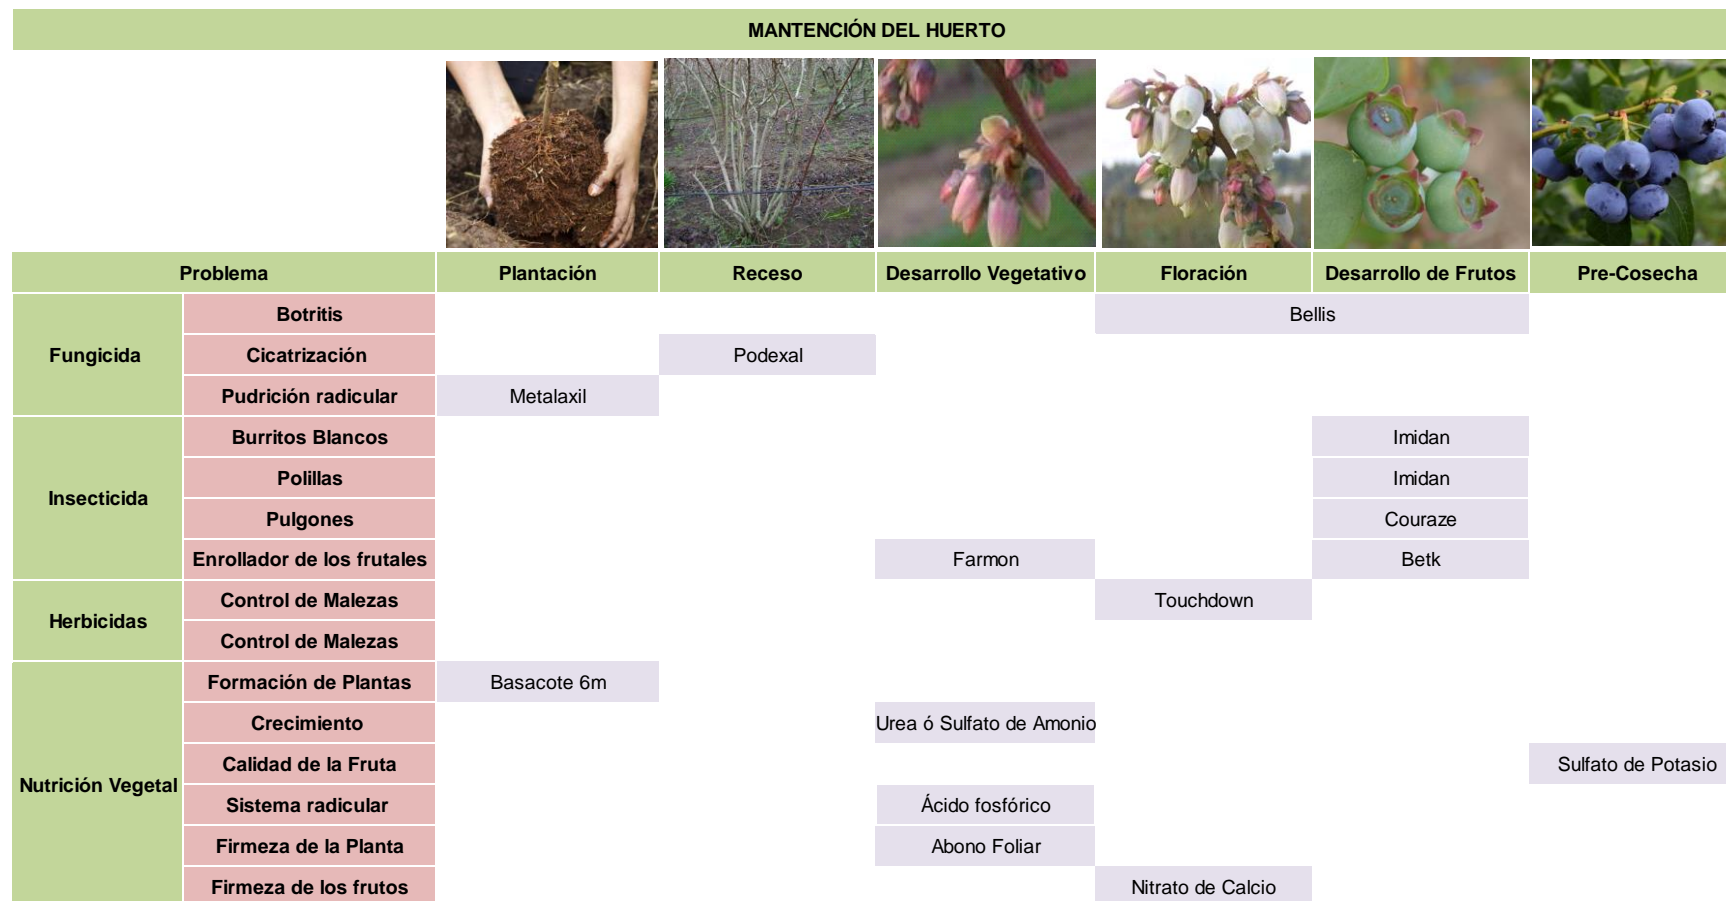 MANTENCIÓN DEL HUERTO
Problema Plantación Receso Desarrollo Vegetativo Floración Desarrollo de Frutos Pre-Cosecha
Fungicida
Botritis Bellis
Cicatrización Podexal
Pudrición radicular Metalaxil
Insecticida
Burritos Blancos Imidan
Polillas Imidan
Pulgones Couraze
Enrollador de los frutales Farmon Betk
Herbicidas
Control de Malezas Touchdown
Control de Malezas
Nutrición Vegetal
Formación de Plantas Basacote 6m
Crecimiento Urea ó Sulfato de Amonio
Calidad de la Fruta Sulfato de Potasio
Sistema radicular Ácido fosfórico
Firmeza de la Planta Abono Foliar
Firmeza de los frutos Nitrato de Calcio